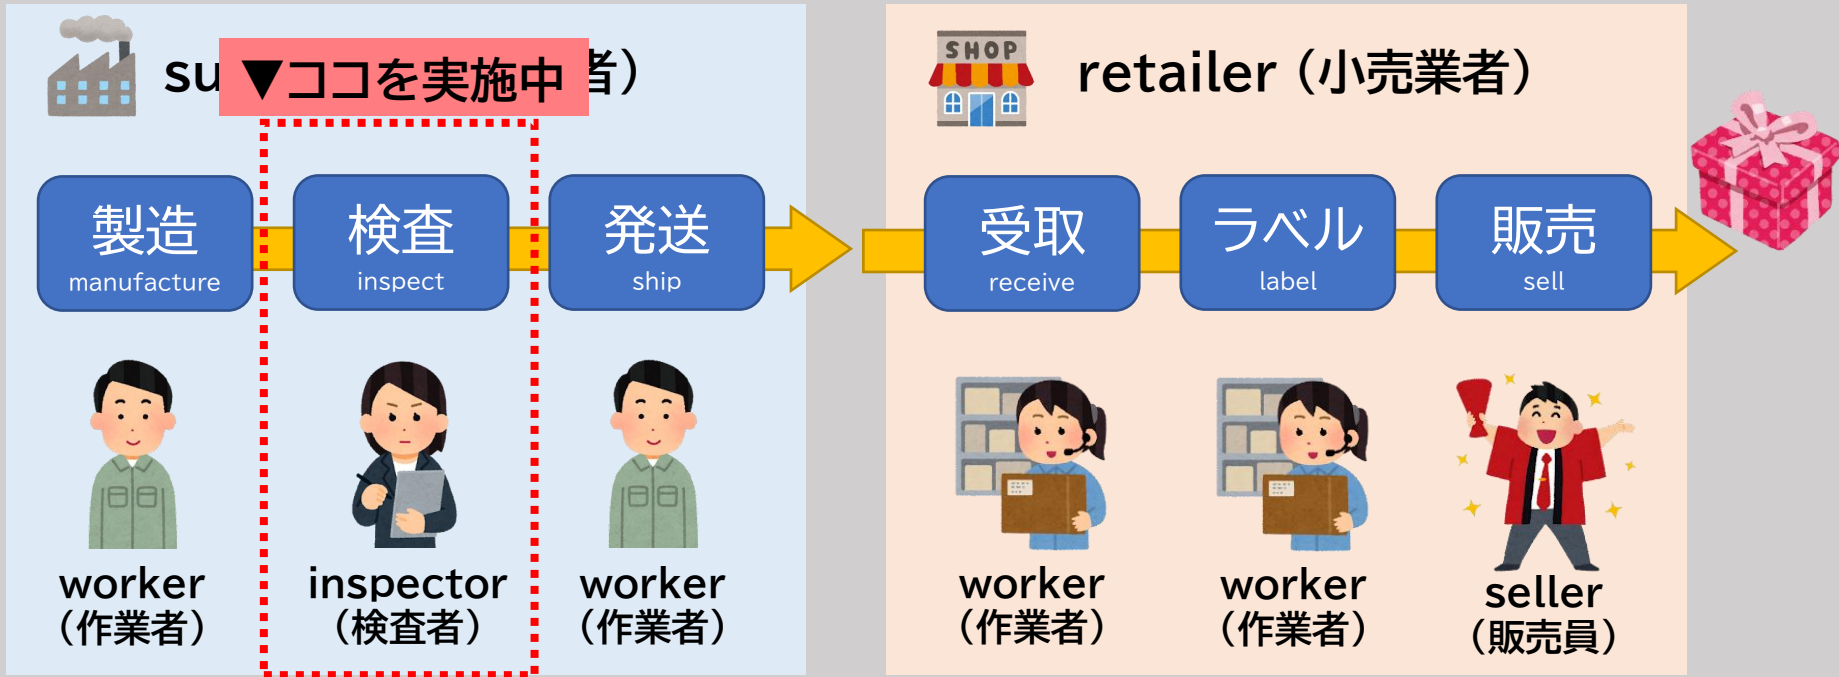 su
▼ココを実施中
者）
SHOP
retailer（小売業者）
製造
manufacture
検査
inspect
発送
ship
受取
receive
ラベル
label
販売
sell
worker
（作業者）
inspector
（検査者）
worker
（作業者）
worker
（作業者）
worker
（作業者）
seller
（販売員）